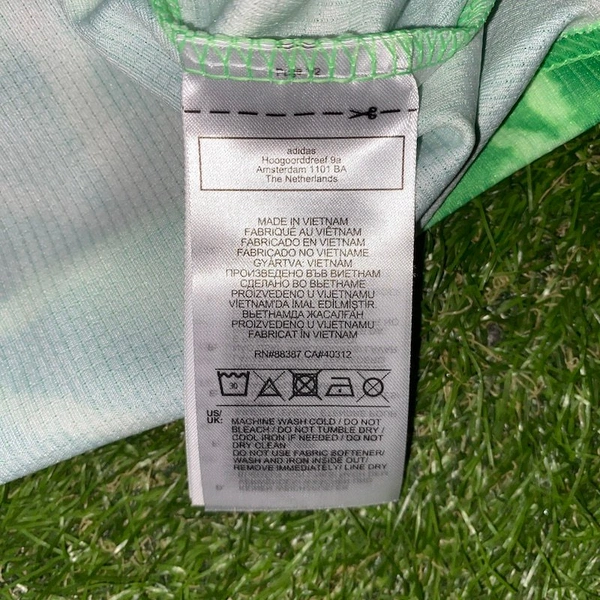 adidas
Hoogoorddreef 9a
Amsterdam 1101 BA
The Netherlands
MADE IN VIETNAM
FABRIQUÉ AU VIÊTNAM
FABRICADO EN VIETNAM
FABRICADO NO VIETNAME
GYÁRTVA: VIETNAM
ПРОИЗВЕДЕНО ВЪВ ВИЕТНАМ
СДЕЛАНО ВО ВЬЕТНАМЕ
PROIZVEDENO U VIJETNAMU
VIETNAM'DA İMAL EDİLMİŞTİR.
ВЬЕТНАМДА ЖАСАЛҒАН
PROIZVEDENO U VIJETNAMU
FABRICAT ÎN VIETNAM
RN#88387 CA#40312
30
US/
UK: MACHINE WASH COLD / DO NOT
BLEACH / DO NOT TUMBLE DRY /
COOL IRON IF NEEDED / DO NOT
DRY CLEAN
DO NOT USE FABRIC SOFTENER/
WASH AND IRON INSIDE OUT/
REMOVE IMMEDIATELY/ LINE DRY